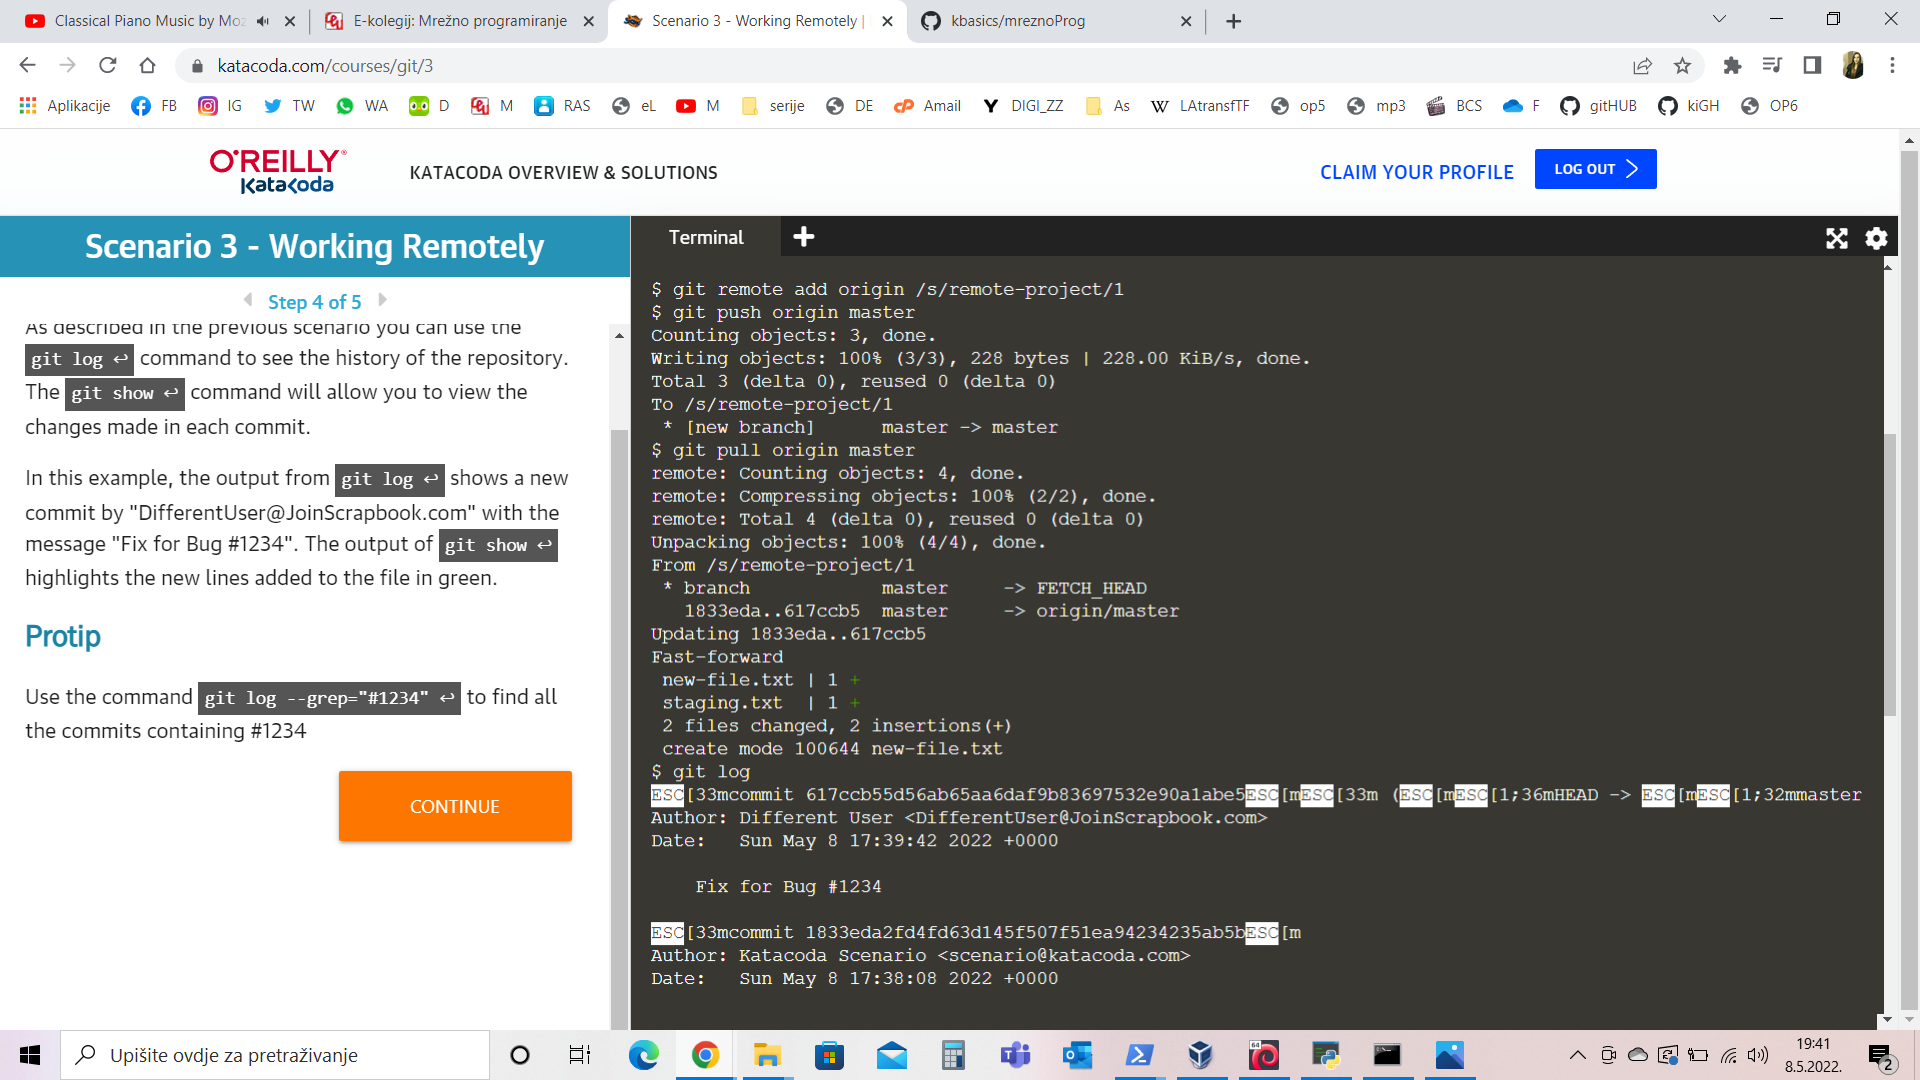 Classical Piano Music by Moz
E-kolegij: Mrežno programiranje
Scenario 3 - Working Remotely |
kbasics/mreznoProg
katacoda.com/courses/git/3
Aplikacije FB IG TW WA D M RAS eL M serije DE Amail DIGI_ZZ As LAtransfTF op5 mp3 BCS F gitHUB kiGH OP6
O'REILLY®
Katacoda
KATACODA OVERVIEW & SOLUTIONS
CLAIM YOUR PROFILE
LOG OUT
Scenario 3 - Working Remotely
Step 4 of 5
As described in the previous scenario you can use the
git log ↩ command to see the history of the repository.
The git show ↩ command will allow you to view the
changes made in each commit.
In this example, the output from git log ↩ shows a new
commit by "DifferentUser@JoinScrapbook.com" with the
message "Fix for Bug #1234". The output of git show ↩
highlights the new lines added to the file in green.
Protip
Use the command git log --grep="#1234" ↩ to find all
the commits containing #1234
CONTINUE
Terminal
$ git remote add origin /s/remote-project/1
$ git push origin master
Counting objects: 3, done.
Writing objects: 100% (3/3), 228 bytes | 228.00 KiB/s, done.
Total 3 (delta 0), reused 0 (delta 0)
To /s/remote-project/1
 * [new branch]      master -> master
$ git pull origin master
remote: Counting objects: 4, done.
remote: Compressing objects: 100% (2/2), done.
remote: Total 4 (delta 0), reused 0 (delta 0)
Unpacking objects: 100% (4/4), done.
From /s/remote-project/1
 * branch            master     -> FETCH_HEAD
   1833eda..617ccb5  master     -> origin/master
Updating 1833eda..617ccb5
Fast-forward
 new-file.txt | 1 +
 staging.txt  | 1 +
 2 files changed, 2 insertions(+)
 create mode 100644 new-file.txt
$ git log
ESC[33mcommit 617ccb55d56ab65aa6daf9b83697532e90a1abe5ESC[mESC[33m (ESC[mESC[1;36mHEAD -> ESC[mESC[1;32mmaster
Author: Different User <DifferentUser@JoinScrapbook.com>
Date:   Sun May 8 17:39:42 2022 +0000
    Fix for Bug #1234
ESC[33mcommit 1833eda2fd4fd63d145f507f51ea94234235ab5bESC[m
Author: Katacoda Scenario <scenario@katacoda.com>
Date:   Sun May 8 17:38:08 2022 +0000
Upišite ovdje za pretraživanje
64
19:41
8.5.2022.
2